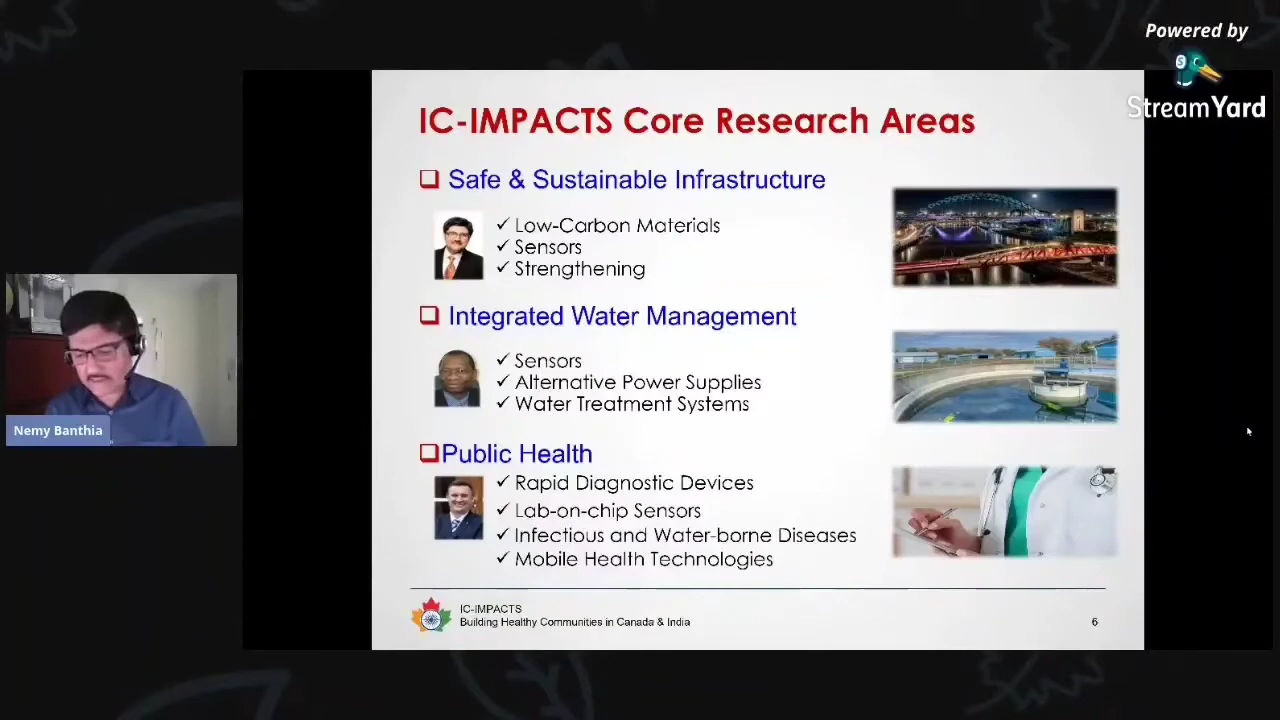 Powered by
StreamYard
IC-IMPACTS Core Research Areas
Safe & Sustainable Infrastructure
✓ Low-Carbon Materials
✓ Sensors
✓ Strengthening
Integrated Water Management
✓ Sensors
✓ Alternative Power Supplies
✓ Water Treatment Systems
Public Health
✓ Rapid Diagnostic Devices
✓ Lab-on-chip Sensors
✓ Infectious and Water-borne Diseases
✓ Mobile Health Technologies
Nemy Banthia
IC-IMPACTS
Building Healthy Communities in Canada & India
6